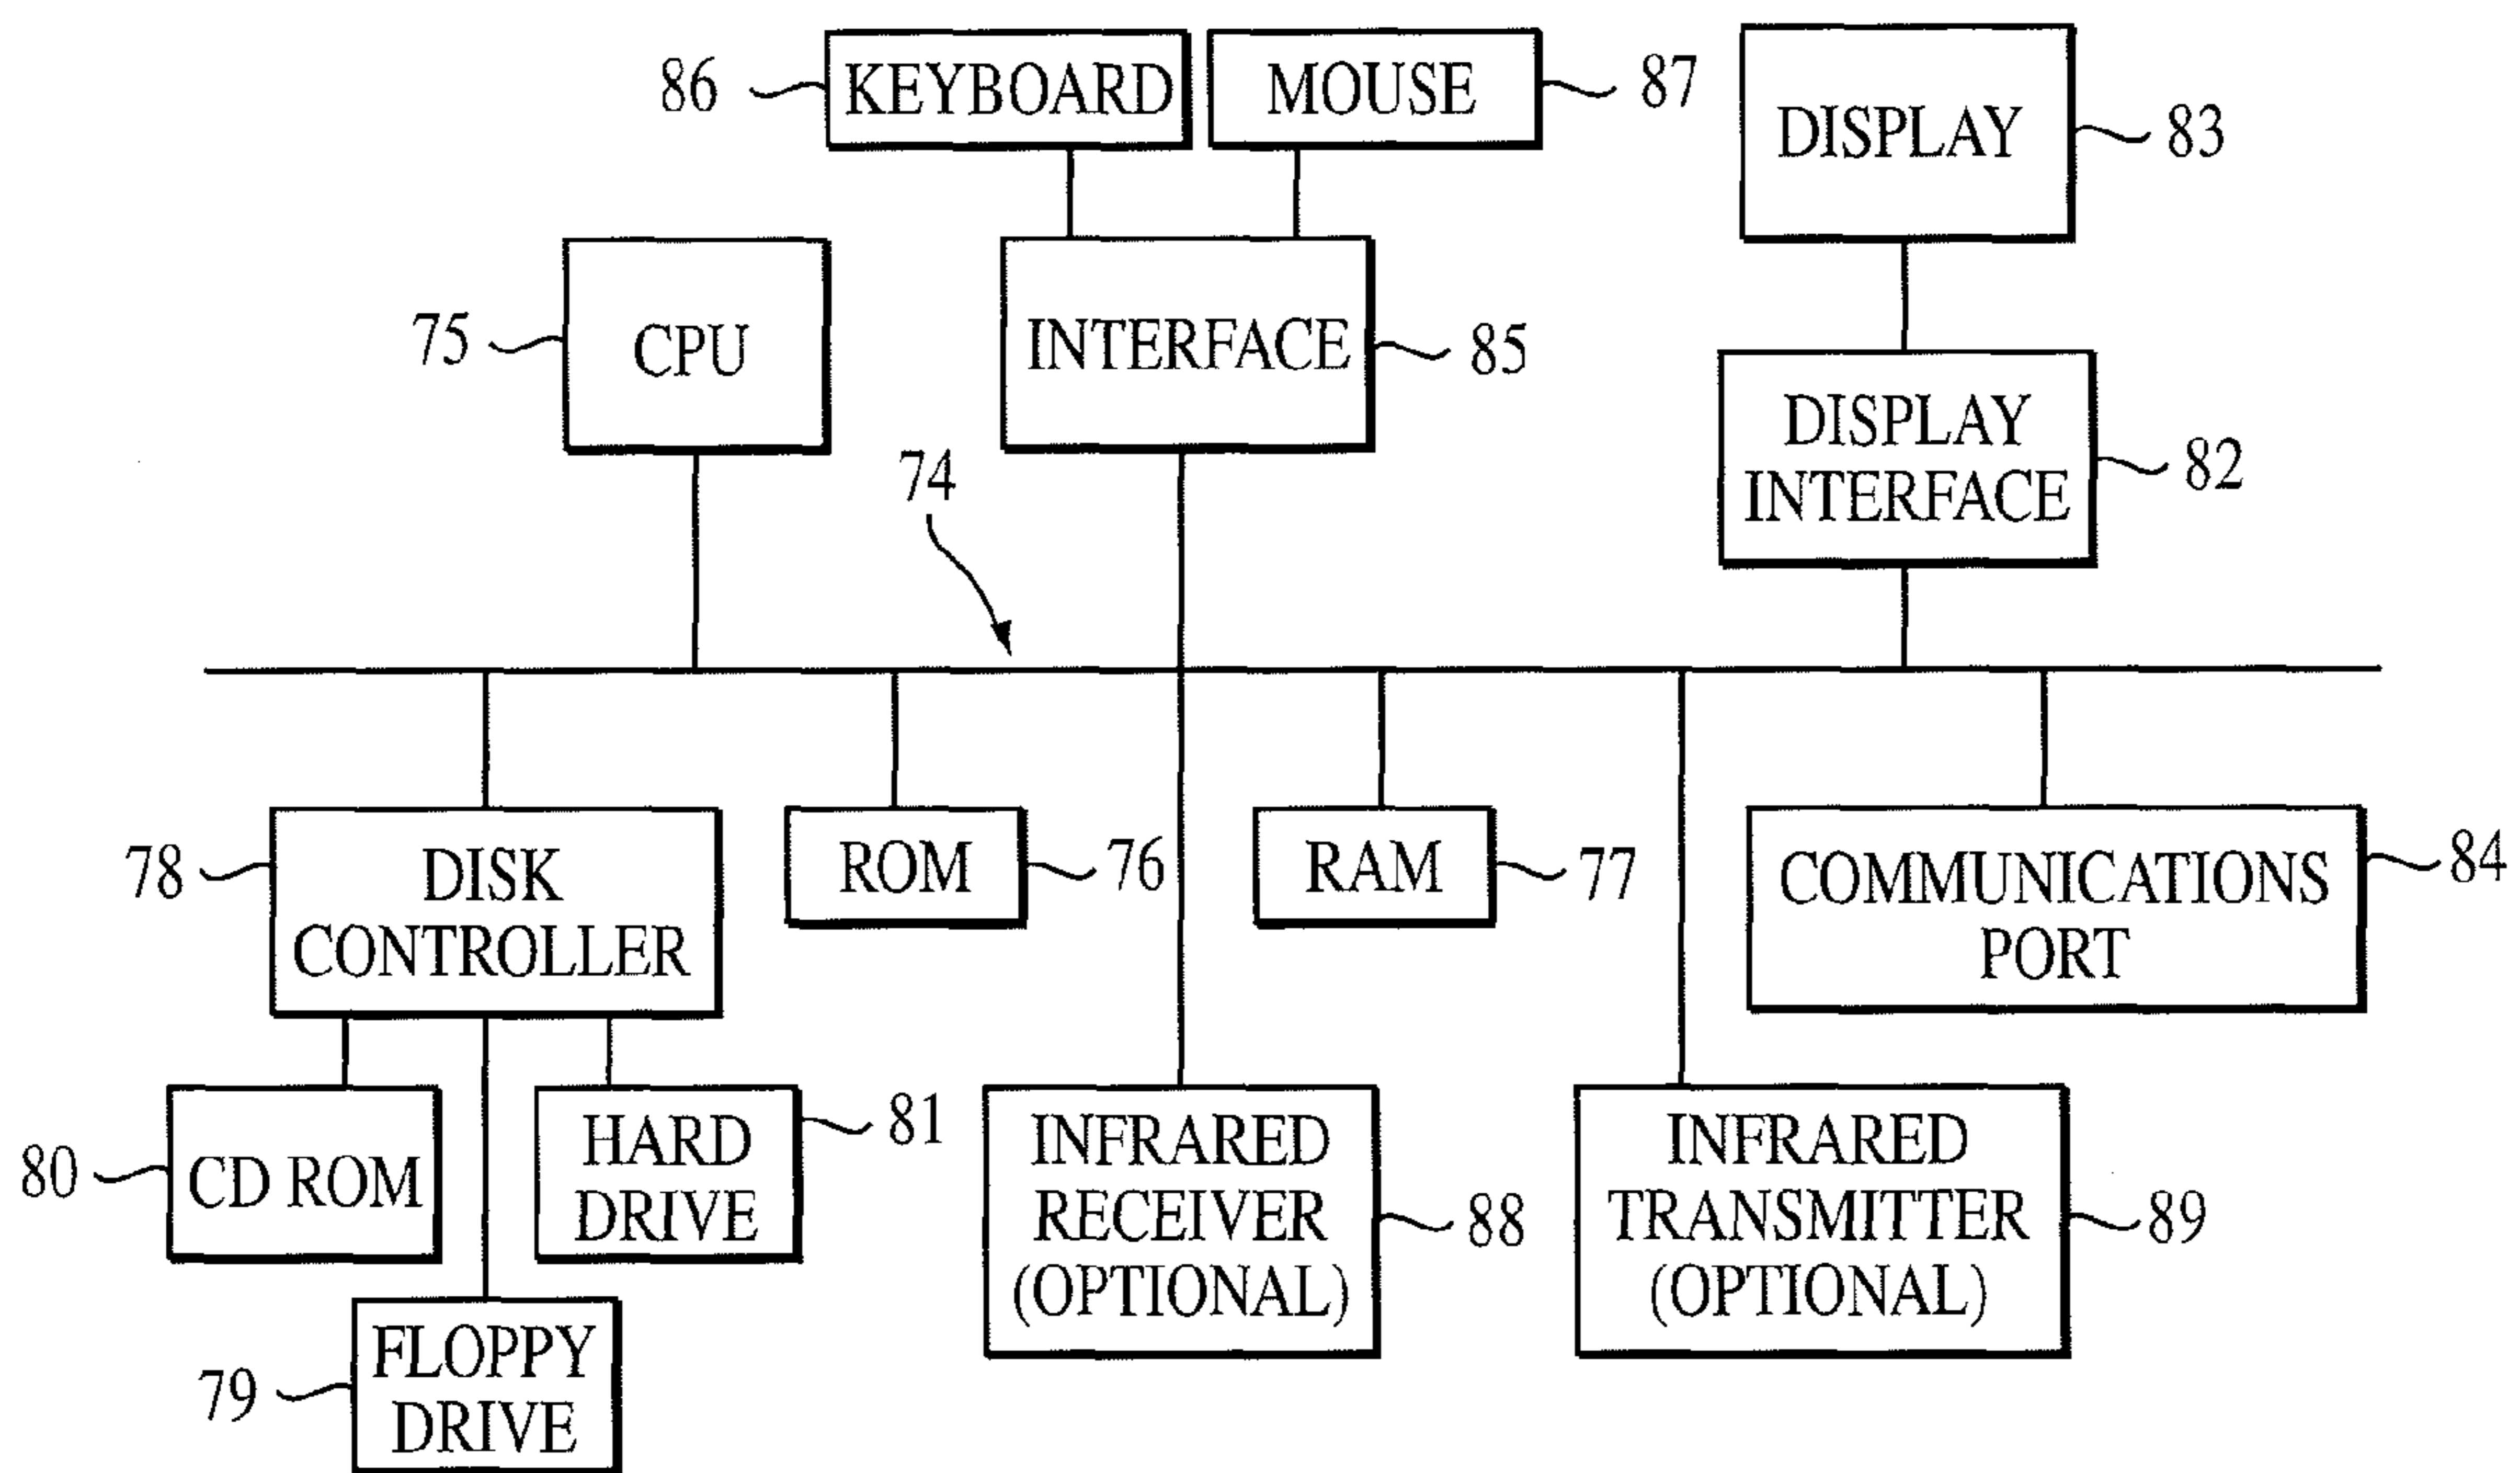 86 KEYBOARD
MOUSE 87
DISPLAY 83
75 CPU
INTERFACE 85
DISPLAY
INTERFACE 82
74
78 DISK
CONTROLLER
ROM 76
RAM 77
COMMUNICATIONS
PORT 84
80 CD ROM
HARD
DRIVE 81
INFRARED
RECEIVER
(OPTIONAL) 88
INFRARED
TRANSMITTER
(OPTIONAL) 89
79 FLOPPY
DRIVE